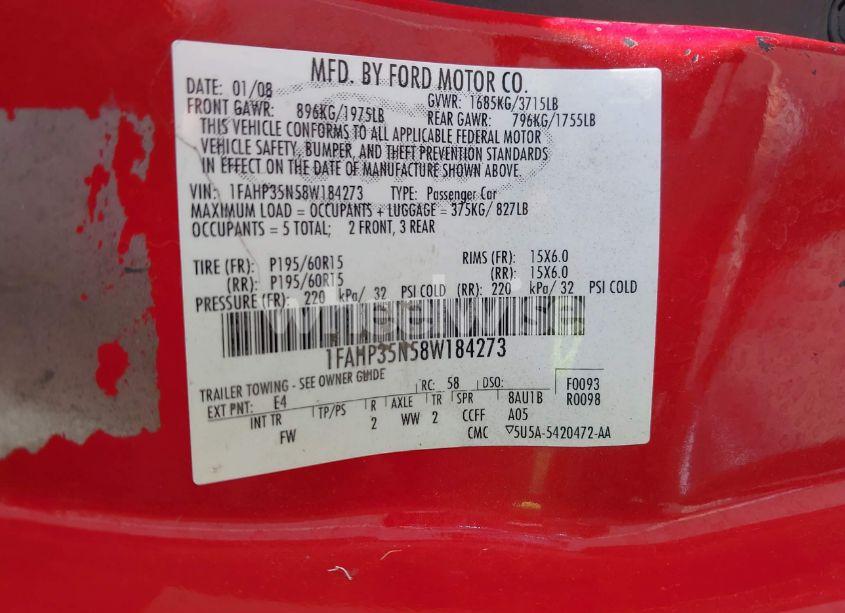 MFD. BY FORD MOTOR CO.
DATE: 01/08 GVWR: 1685KG/3715LB
FRONT GAWR: 896KG/1975LB REAR GAWR: 796KG/1755LB
THIS VEHICLE CONFORMS TO ALL APPLICABLE FEDERAL MOTOR
VEHICLE SAFETY, BUMPER, AND THEFT PREVENTION STANDARDS
IN EFFECT ON THE DATE OF MANUFACTURE SHOWN ABOVE.
VIN: 1FAHP35N58W184273 TYPE: Passenger Car
MAXIMUM LOAD = OCCUPANTS + LUGGAGE = 375KG/ 827LB
OCCUPANTS = 5 TOTAL; 2 FRONT, 3 REAR
TIRE (FR): P195/60R15 RIMS (FR): 15X6.0
(RR): P195/60R15 (RR): 15X6.0
PRESSURE (FR): 220 kPa/ 32 PSI COLD (RR): 220 kPa/ 32 PSI COLD
wheelwise
1FAHP35N58W184273
TRAILER TOWING - SEE OWNER GUIDE RC: 58 DSO: F0093
EXT PNT: E4 8AU1B R0098
INT TR TP/PS R AXLE TR SPR CCFF A05
FW 2 WW 2 CMC ▽5U5A-5420472-AA